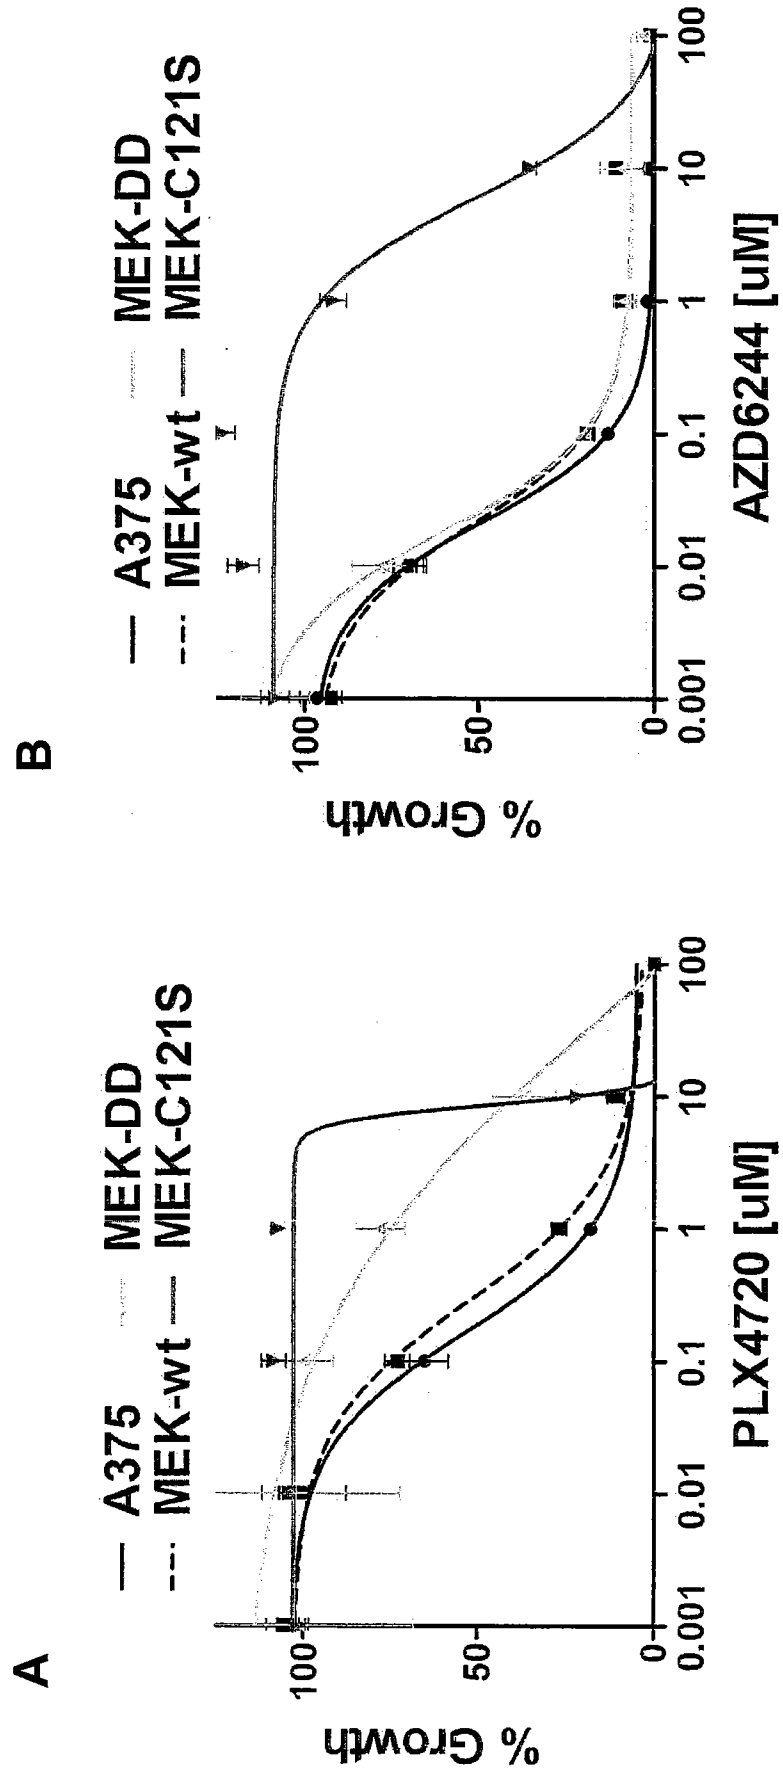 A
A375
MEK-DD
MEK-wt
MEK-C121S
% Growth
100
50
0
0.001
0.01
0.1
1
10
100
PLX4720 [uM]
B
A375
MEK-DD
MEK-wt
MEK-C121S
% Growth
100
50
0
0.001
0.01
0.1
1
10
100
AZD6244 [uM]